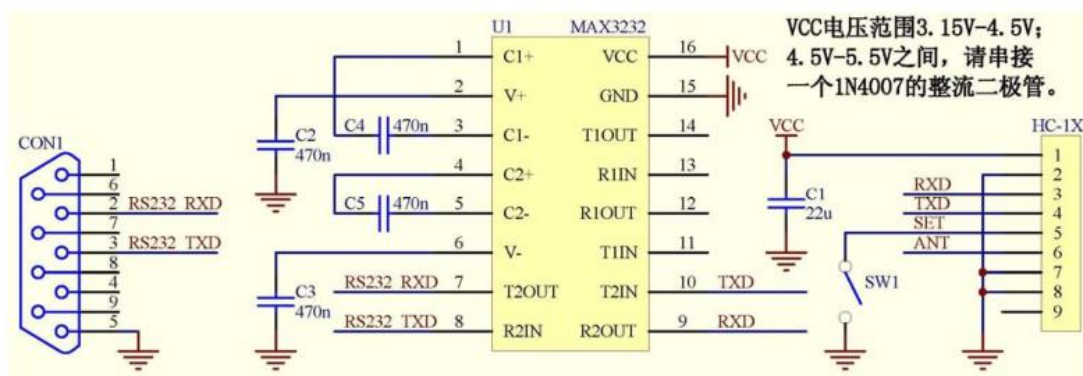 U1 MAX3232
VCC电压范围3.15V-4.5V;
4.5V-5.5V之间，请串接
一个1N4007的整流二极管。
1 C1+ VCC 16 VCC
2 V+ GND 15
C4 470n 3 C1- T1OUT 14
C2 470n
4 C2+ R1IN 13
C5 470n 5 C2- R1OUT 12
6 V- T1IN 11
RS232 RXD 7 T2OUT T2IN 10 TXD
C3 470n
RS232 TXD 8 R2IN R2OUT 9 RXD
CON1
1
6
2 RS232 RXD
7
3 RS232 TXD
8
4
9
5
VCC
C1
22u
SW1
HC-1X
1
2
RXD 3
TXD 4
SET 5
ANT 6
7
8
9